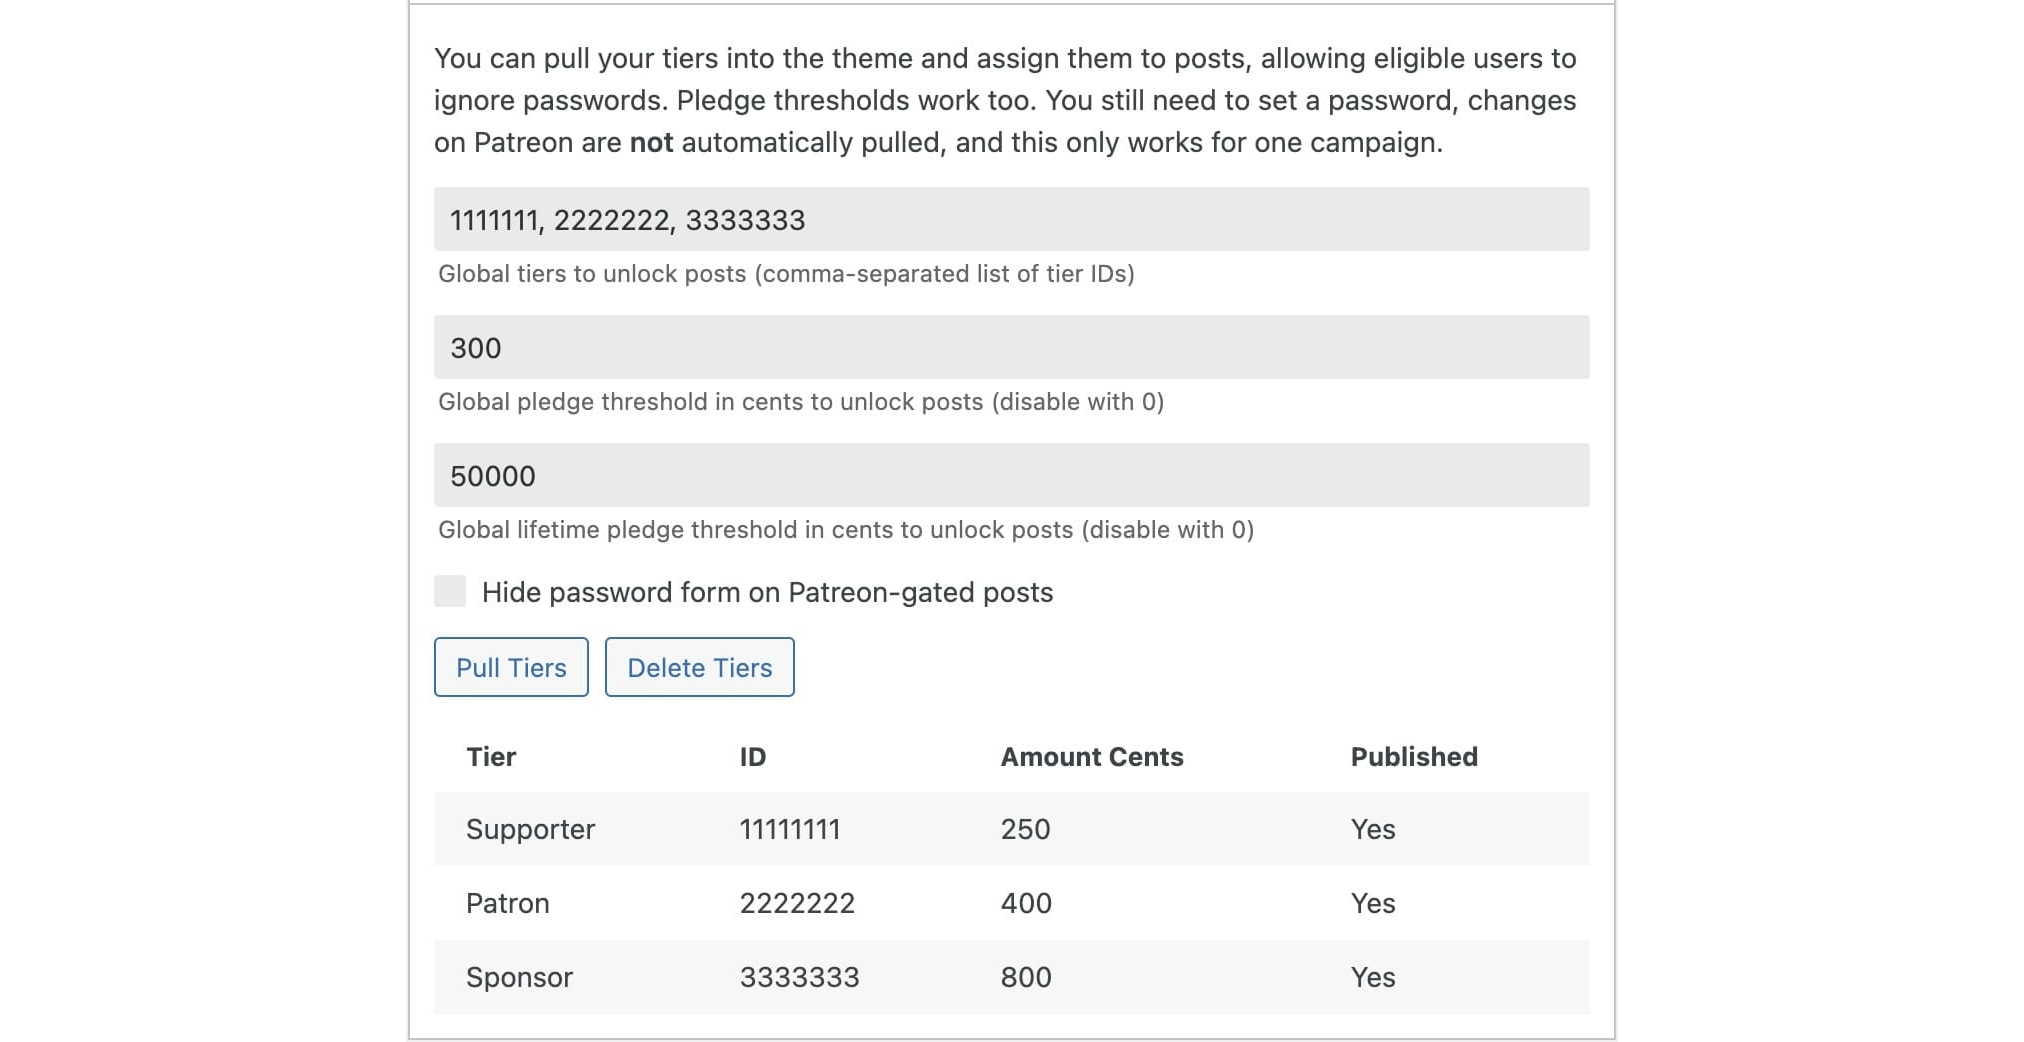 You can pull your tiers into the theme and assign them to posts, allowing eligible users to
ignore passwords. Pledge thresholds work too. You still need to set a password, changes
on Patreon are not automatically pulled, and this only works for one campaign.
1111111, 2222222, 3333333
Global tiers to unlock posts (comma-separated list of tier IDs)
300
Global pledge threshold in cents to unlock posts (disable with 0)
50000
Global lifetime pledge threshold in cents to unlock posts (disable with 0)
Hide password form on Patreon-gated posts
Pull Tiers Delete Tiers
Tier ID Amount Cents Published
Supporter 11111111 250 Yes
Patron 2222222 400 Yes
Sponsor 3333333 800 Yes